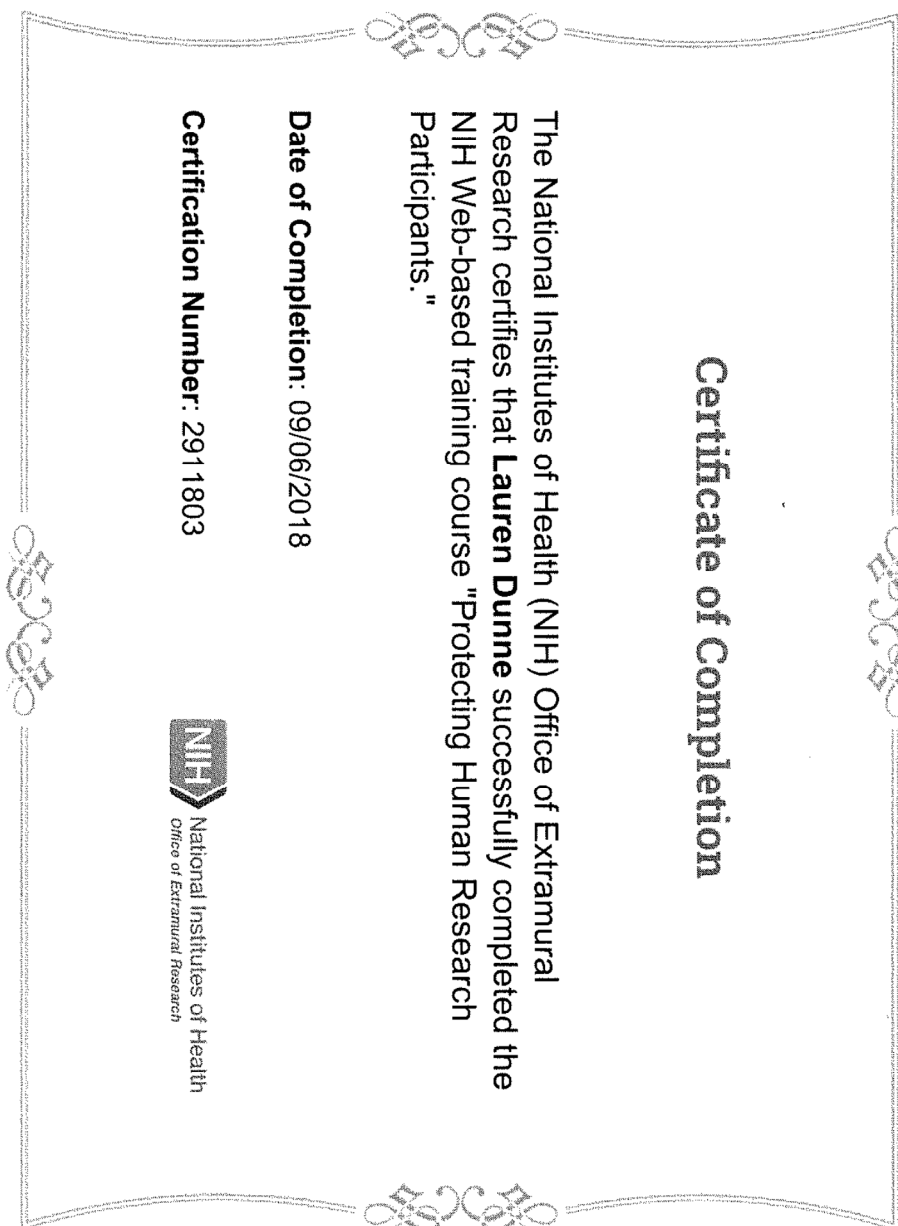 Certificate of Completion
The National Institutes of Health (NIH) Office of Extramural
Research certifies that Lauren Dunne successfully completed the
NIH Web-based training course "Protecting Human Research
Participants."
Date of Completion: 09/06/2018
Certification Number: 2911803
NIH
National Institutes of Health
Office of Extramural Research